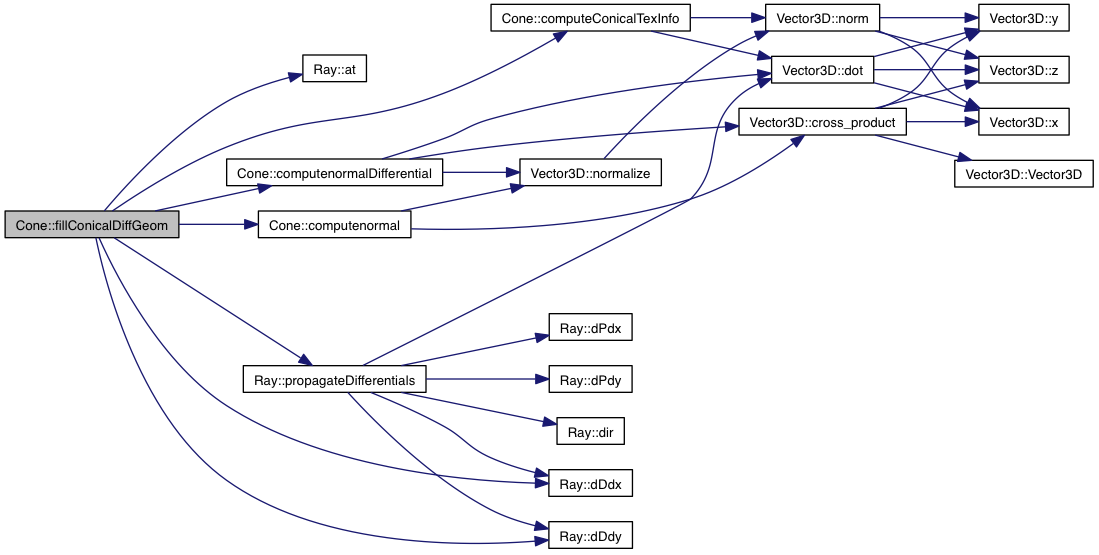 Cone::computeConicalTexInfo
Vector3D::norm
Vector3D::y
Ray::at
Vector3D::dot
Vector3D::z
Vector3D::cross_product
Vector3D::x
Cone::computenormalDifferential
Vector3D::normalize
Vector3D::Vector3D
Cone::fillConicalDiffGeom
Cone::computenormal
Ray::dPdx
Ray::propagateDifferentials
Ray::dPdy
Ray::dir
Ray::dDdx
Ray::dDdy